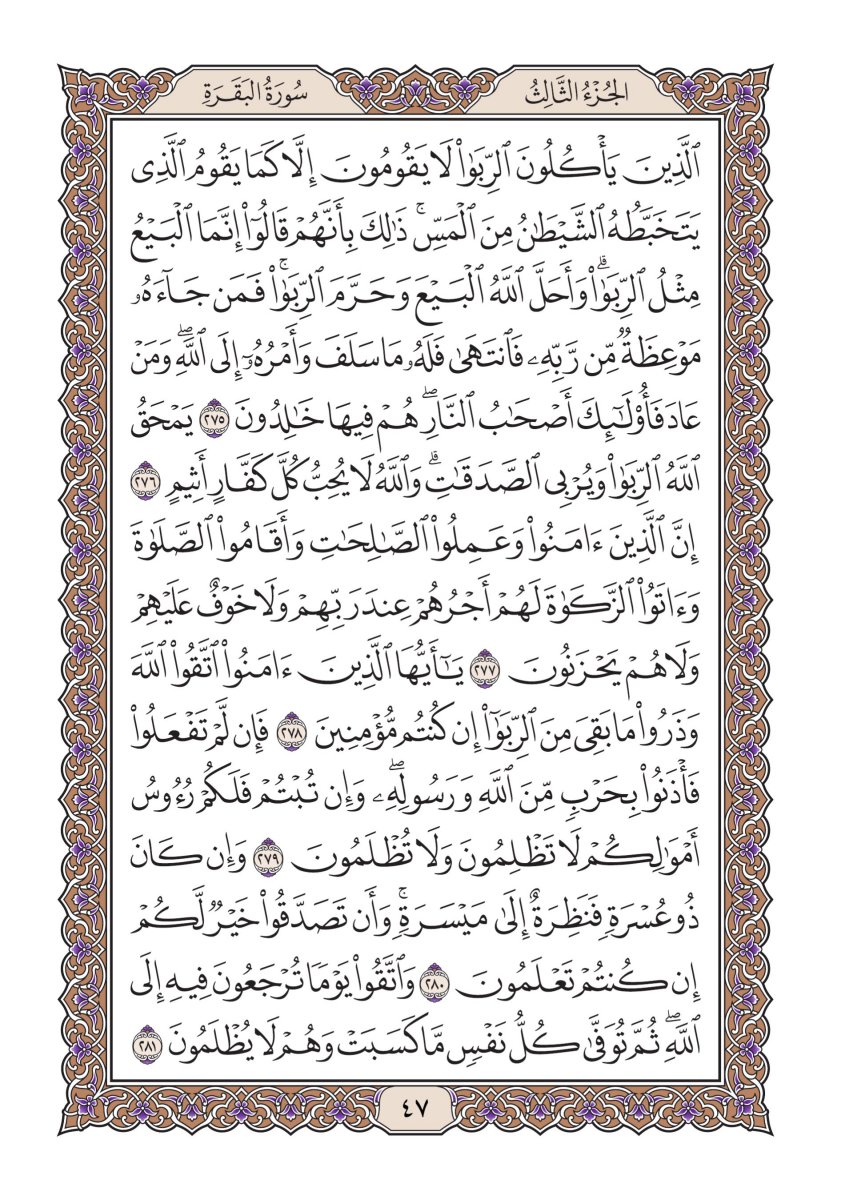 الجُزْءُ الثَّالِثُ
سُورَةُ البَقَرَةِ
ٱلَّذِينَ يَأۡكُلُونَ ٱلرِّبَوٰاْ لَا يَقُومُونَ إِلَّا كَمَا يَقُومُ ٱلَّذِي
يَتَخَبَّطُهُ ٱلشَّيۡطَٰنُ مِنَ ٱلۡمَسِّۚ ذَٰلِكَ بِأَنَّهُمۡ قَالُوٓاْ إِنَّمَا ٱلۡبَيۡعُ
مِثۡلُ ٱلرِّبَوٰاْۗ وَأَحَلَّ ٱللَّهُ ٱلۡبَيۡعَ وَحَرَّمَ ٱلرِّبَوٰاْۚ فَمَن جَآءَهُۥ
مَوۡعِظَةٞ مِّن رَّبِّهِۦ فَٱنتَهَىٰ فَلَهُۥ مَا سَلَفَ وَأَمۡرُهُۥٓ إِلَى ٱللَّهِۖ وَمَنۡ
عَادَ فَأُوْلَٰٓئِكَ أَصۡحَٰبُ ٱلنَّارِۖ هُمۡ فِيهَا خَٰلِدُونَ ٢٧٥ يَمۡحَقُ
ٱللَّهُ ٱلرِّبَوٰاْ وَيُرۡبِي ٱلصَّدَقَٰتِۗ وَٱللَّهُ لَا يُحِبُّ كُلَّ كَفَّارٍ أَثِيمٍ ٢٧٦
إِنَّ ٱلَّذِينَ ءَامَنُواْ وَعَمِلُواْ ٱلصَّٰلِحَٰتِ وَأَقَامُواْ ٱلصَّلَوٰةَ
وَءَاتَوُاْ ٱلزَّكَوٰةَ لَهُمۡ أَجۡرُهُمۡ عِندَ رَبِّهِمۡ وَلَا خَوۡفٌ عَلَيۡهِمۡ
وَلَا هُمۡ يَحۡزَنُونَ ٢٧٧ يَٰٓأَيُّهَا ٱلَّذِينَ ءَامَنُواْ ٱتَّقُواْ ٱللَّهَ
وَذَرُواْ مَا بَقِيَ مِنَ ٱلرِّبَوٰٓاْ إِن كُنتُم مُّؤۡمِنِينَ ٢٧٨ فَإِن لَّمۡ تَفۡعَلُواْ
فَأۡذَنُواْ بِحَرۡبٖ مِّنَ ٱللَّهِ وَرَسُولِهِۦۖ وَإِن تُبۡتُمۡ فَلَكُمۡ رُءُوسُ
أَمۡوَٰلِكُمۡ لَا تَظۡلِمُونَ وَلَا تُظۡلَمُونَ ٢٧٩ وَإِن كَانَ
ذُو عُسۡرَةٖ فَنَظِرَةٌ إِلَىٰ مَيۡسَرَةٖۚ وَأَن تَصَدَّقُواْ خَيۡرٞ لَّكُمۡ
إِن كُنتُمۡ تَعۡلَمُونَ ٢٨٠ وَٱتَّقُواْ يَوۡمٗا تُرۡجَعُونَ فِيهِ إِلَى
ٱللَّهِۖ ثُمَّ تُوَفَّىٰ كُلُّ نَفۡسٖ مَّا كَسَبَتۡ وَهُمۡ لَا يُظۡلَمُونَ ٢٨١
٤٧